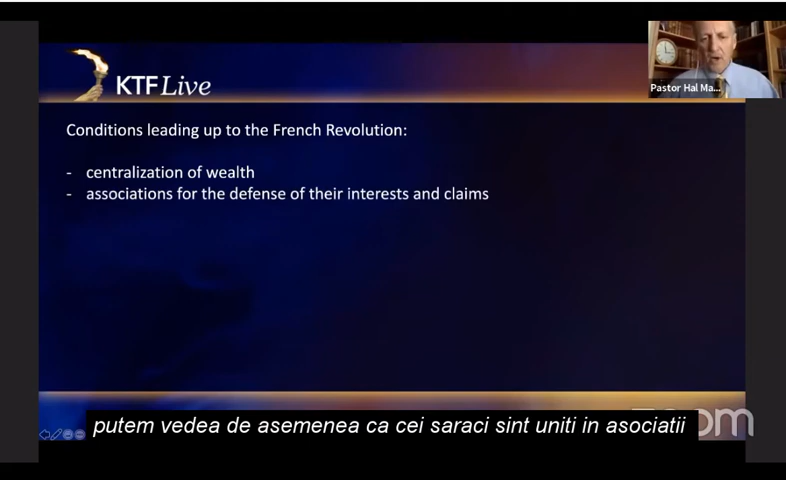 KTF Live
Pastor Hal Ma...
Conditions leading up to the French Revolution:
- centralization of wealth
- associations for the defense of their interests and claims
zoom
putem vedea de asemenea ca cei saraci sint uniti in asociatii